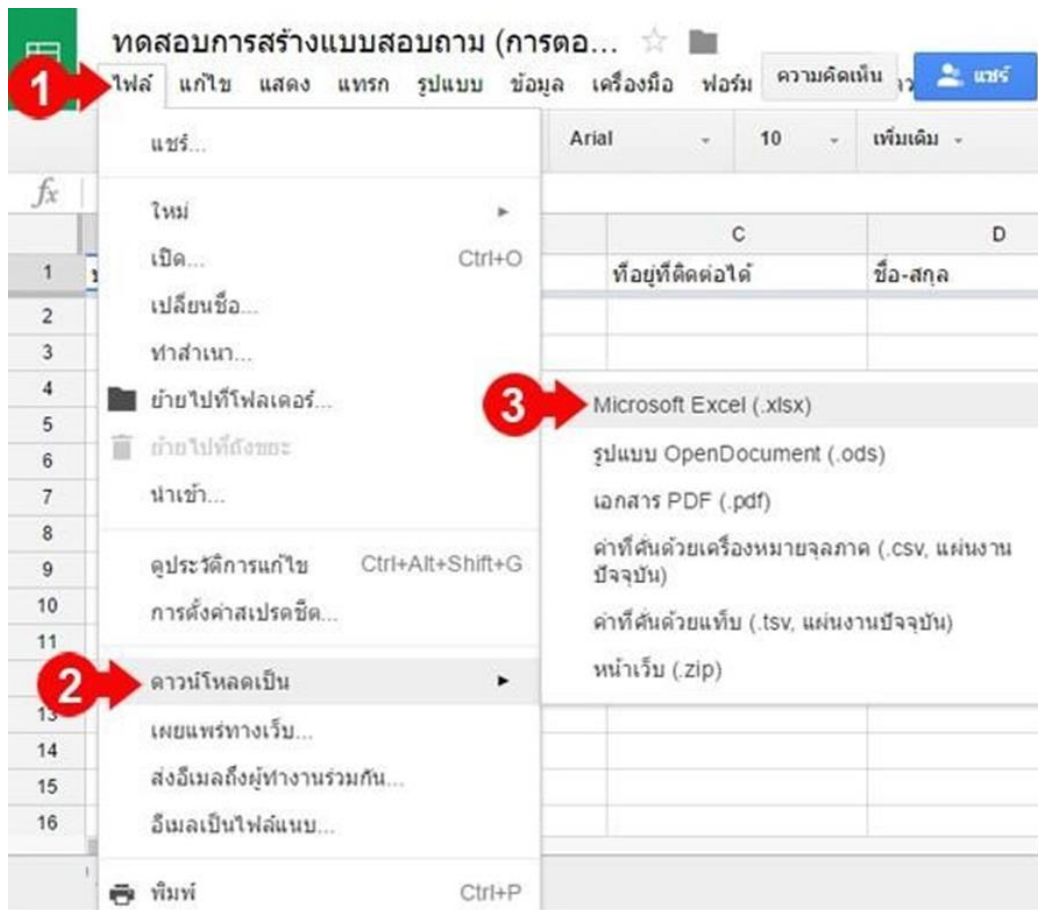 ทดสอบการสร้างแบบสอบถาม (การตอ...
1
ไฟล์ แก้ไข แสดง แทรก รูปแบบ ข้อมูล เครื่องมือ ฟอร์ม ความคิดเห็น แชร์
Arial 10 เพิ่มเติม
fx
แชร์...
ใหม่
เปิด... Ctrl+O
เปลี่ยนชื่อ...
ทำสำเนา...
ย้ายไปที่โฟลเดอร์...
ย้ายไปที่ถังขยะ
นำเข้า...
ดูประวัติการแก้ไข Ctrl+Alt+Shift+G
การตั้งค่าสเปรดชีต...
2 ดาวน์โหลดเป็น
เผยแพร่ทางเว็บ...
ส่งอีเมลถึงผู้ทำงานร่วมกัน...
อีเมลเป็นไฟล์แนบ...
พิมพ์ Ctrl+P
C D
1 ที่อยู่ที่ติดต่อได้ ชื่อ-สกุล
2
3
4
5
6
7
8
9
10
11
13
14
15
16
3 Microsoft Excel (.xlsx)
รูปแบบ OpenDocument (.ods)
เอกสาร PDF (.pdf)
ค่าที่คั่นด้วยเครื่องหมายจุลภาค (.csv, แผ่นงาน
ปัจจุบัน)
ค่าที่คั่นด้วยแท็บ (.tsv, แผ่นงานปัจจุบัน)
หน้าเว็บ (.zip)